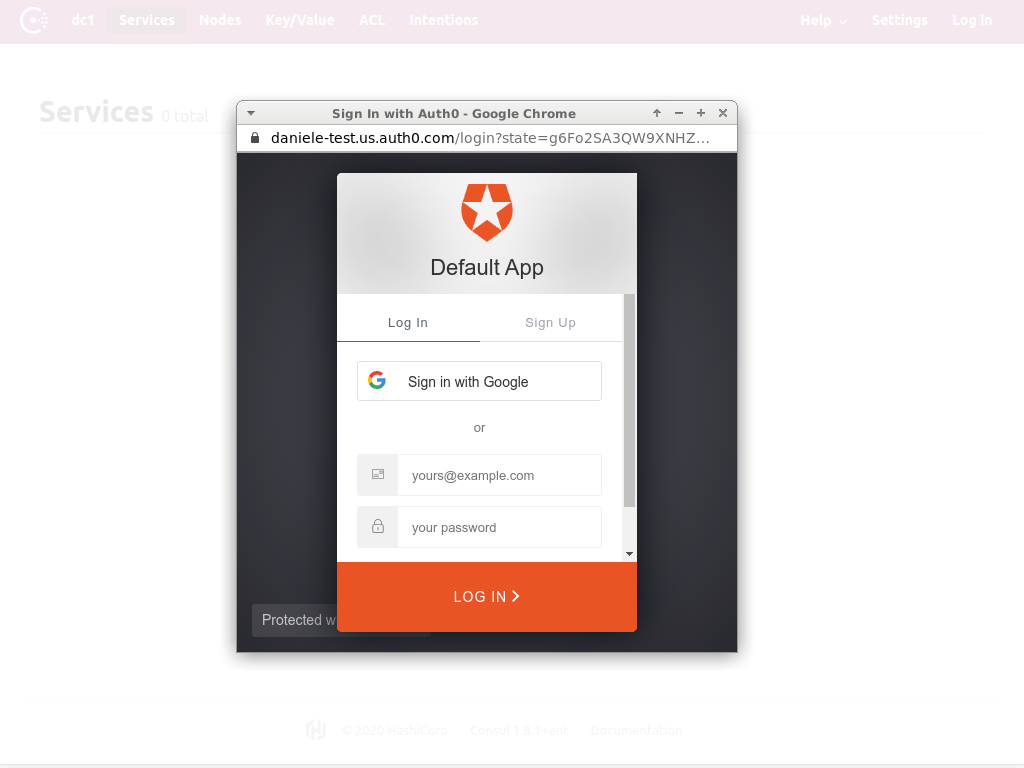 dc1 Services Nodes Key/Value ACL Intentions Help Settings Log in
Services 0 total
Sign In with Auth0 - Google Chrome
daniele-test.us.auth0.com/login?state=g6Fo2SA3QW9XNHZ...
Default App
Log In Sign Up
Sign in with Google
or
yours@example.com
your password
LOG IN
Protected w
© 2020 HashiCorp Consul 1.8.1+ent Documentation